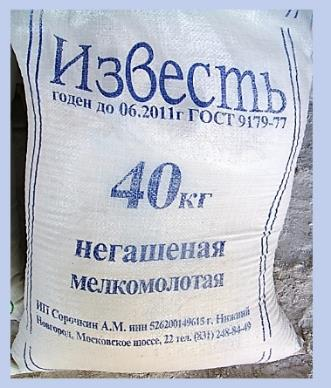 Известь
годен до 06.2011г ГОСТ 9179-77
40кг
негашеная
мелкомолотая
ИП Сорочкин А.М. инн 526200149615 г. Нижний
Новгород, Московское шоссе, 22 тел. (831) 248-84-49